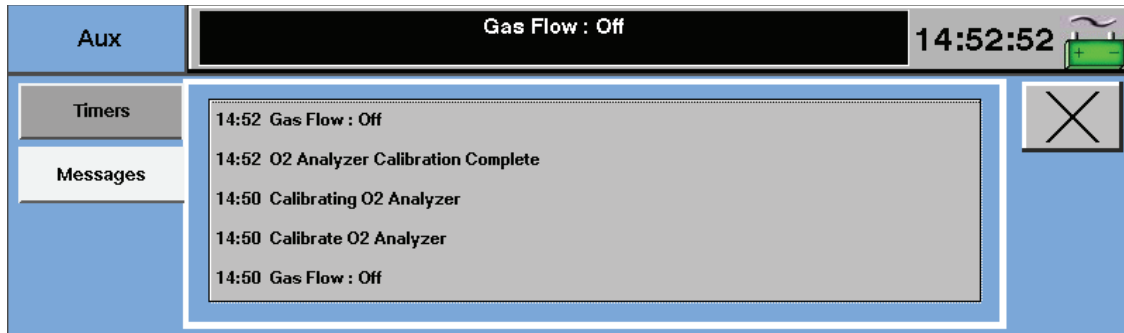 Aux
Gas Flow : Off
14:52:52
Timers
Messages
14:52 Gas Flow : Off
14:52 O2 Analyzer Calibration Complete
14:50 Calibrating O2 Analyzer
14:50 Calibrate O2 Analyzer
14:50 Gas Flow : Off